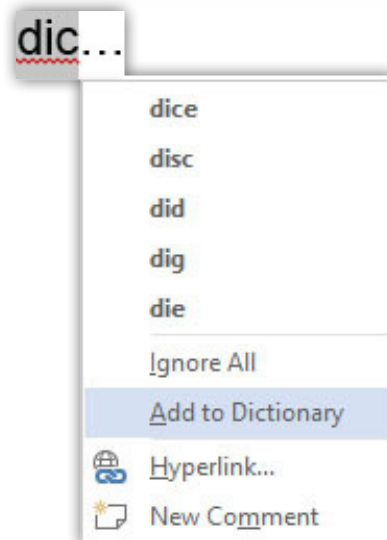 dic...
dice
disc
did
dig
die
Ignore All
Add to Dictionary
Hyperlink...
New Comment